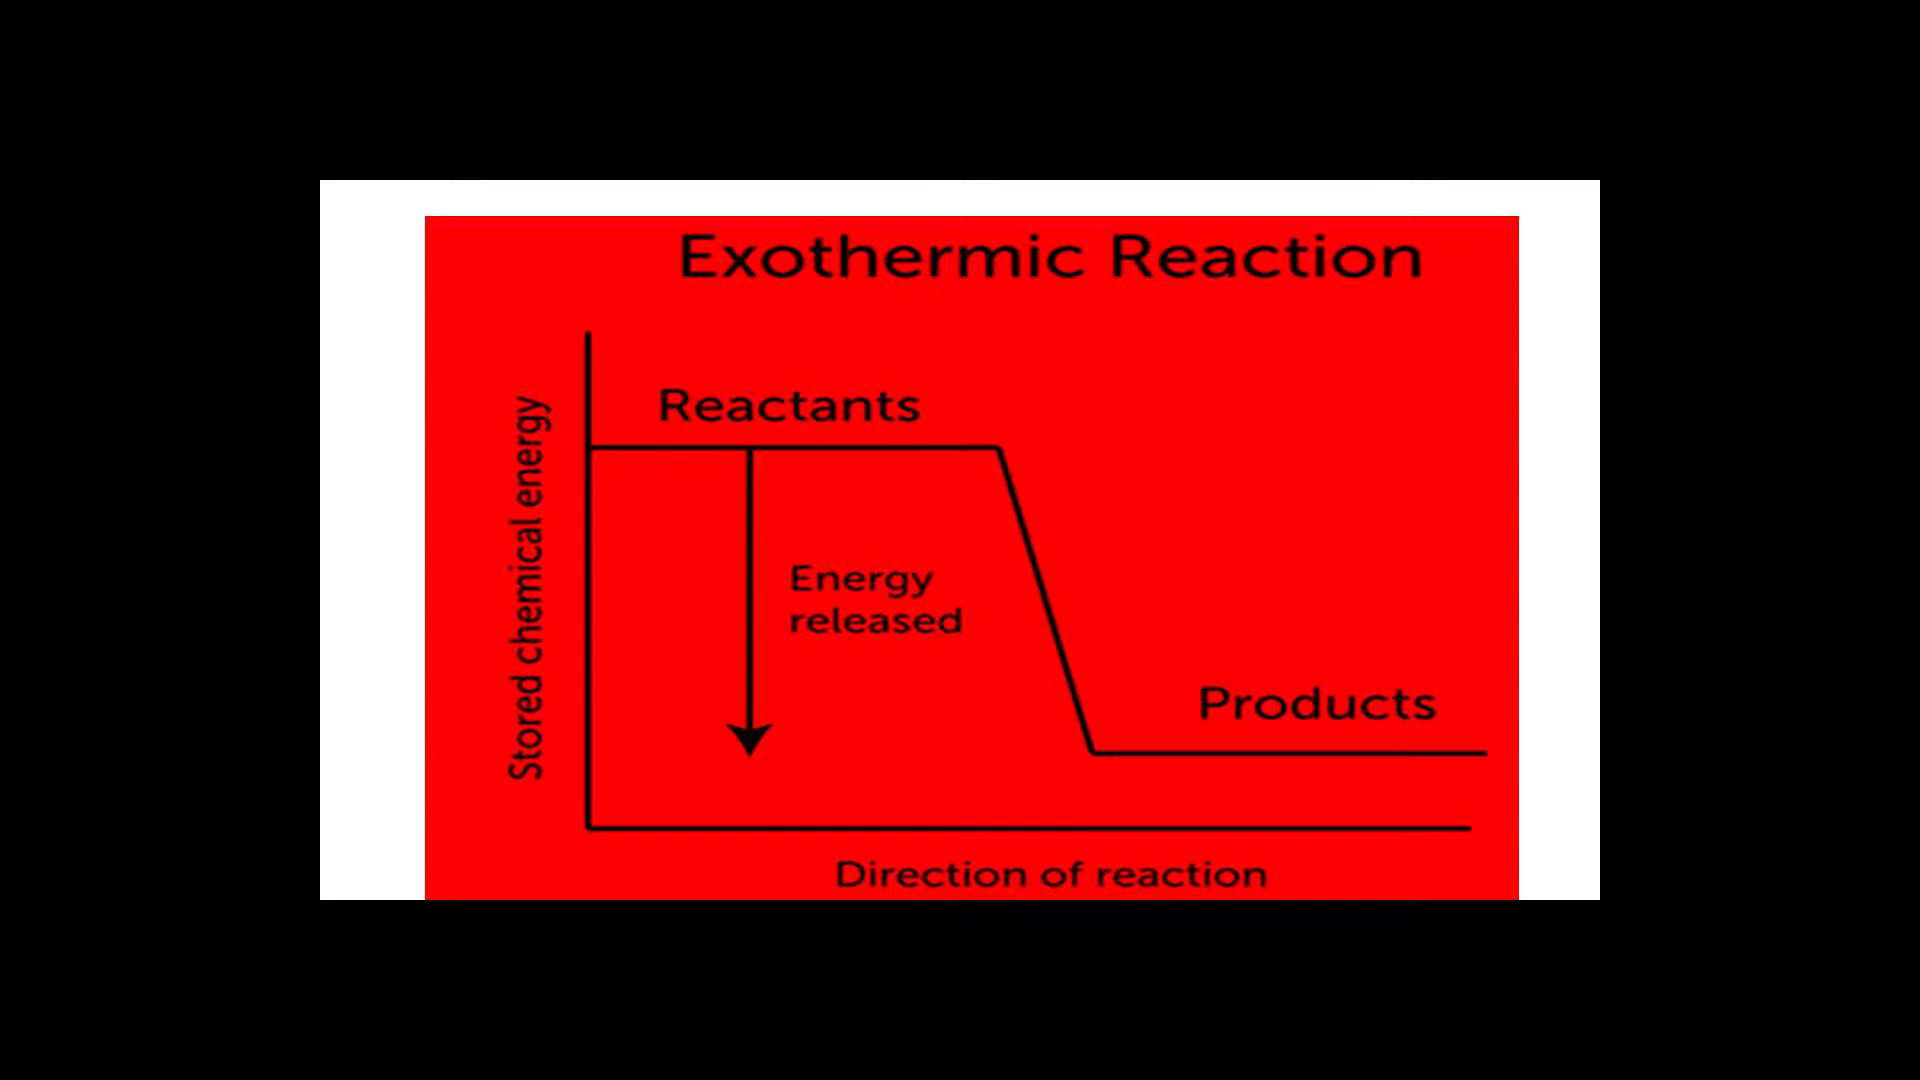 Exothermic Reaction
Reactants
Stored chemical energy
Energy
released
Products
Direction of reaction